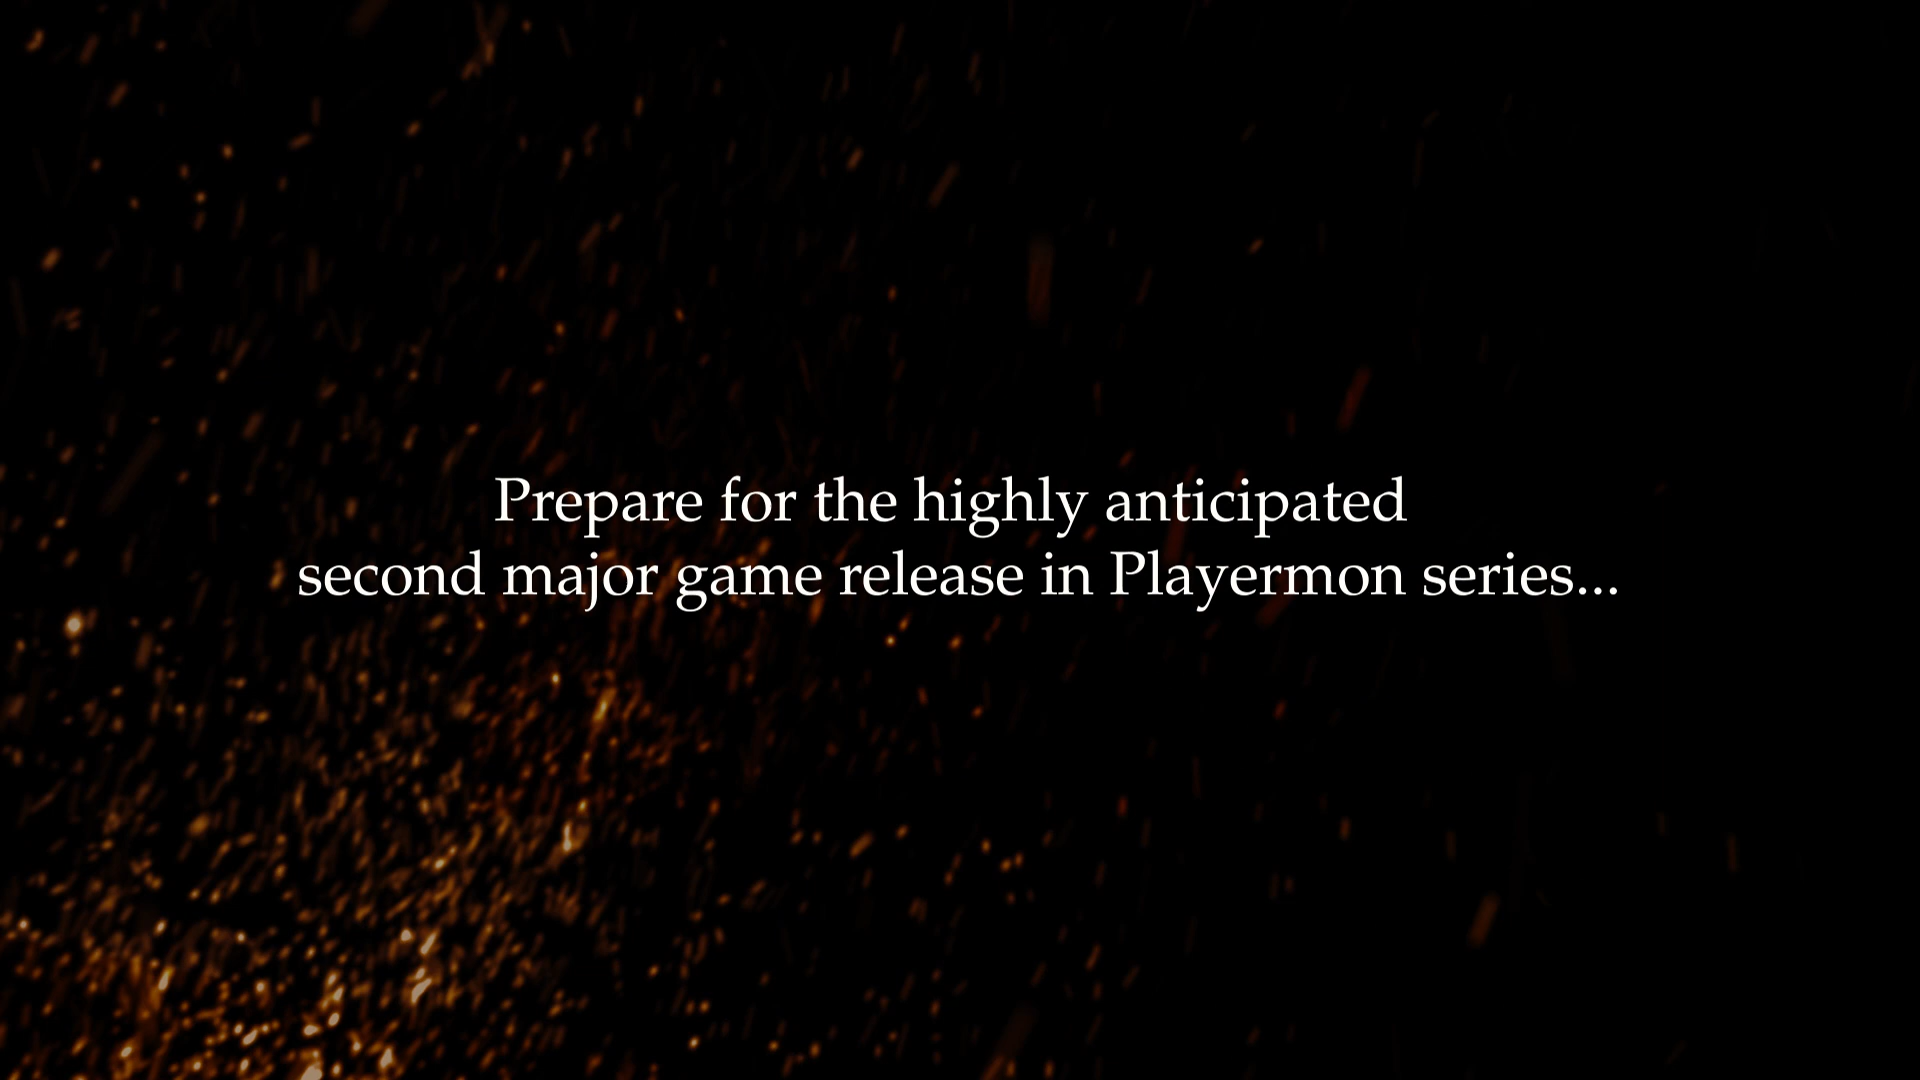 Prepare for the highly anticipated
second major game release in Playermon series...